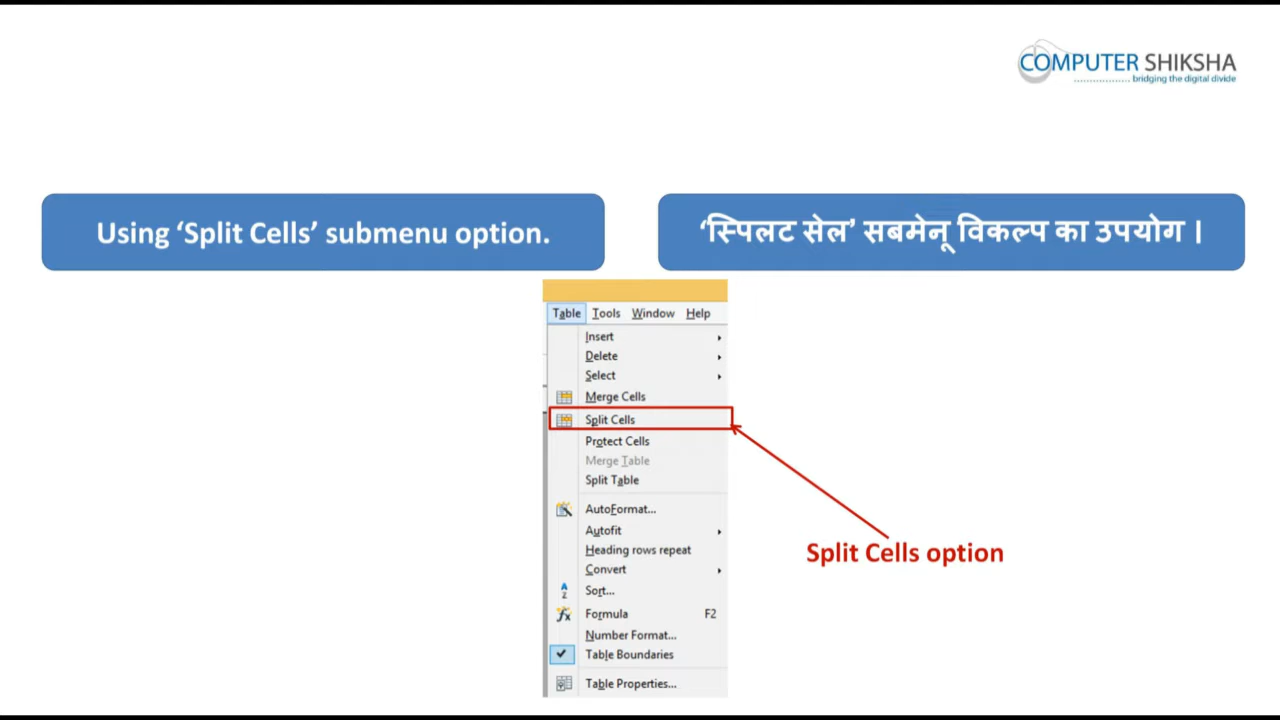 COMPUTER SHIKSHA
bridging the digital divide
Using ‘Split Cells’ submenu option.
‘स्पिलट सेल’ सबमेनू विकल्प का उपयोग ।
Table Tools Window Help
Insert
Delete
Select
Merge Cells
Split Cells
Protect Cells
Merge Table
Split Table
AutoFormat...
Autofit
Heading rows repeat
Convert
Sort...
Formula F2
Number Format...
Table Boundaries
Table Properties...
Split Cells option